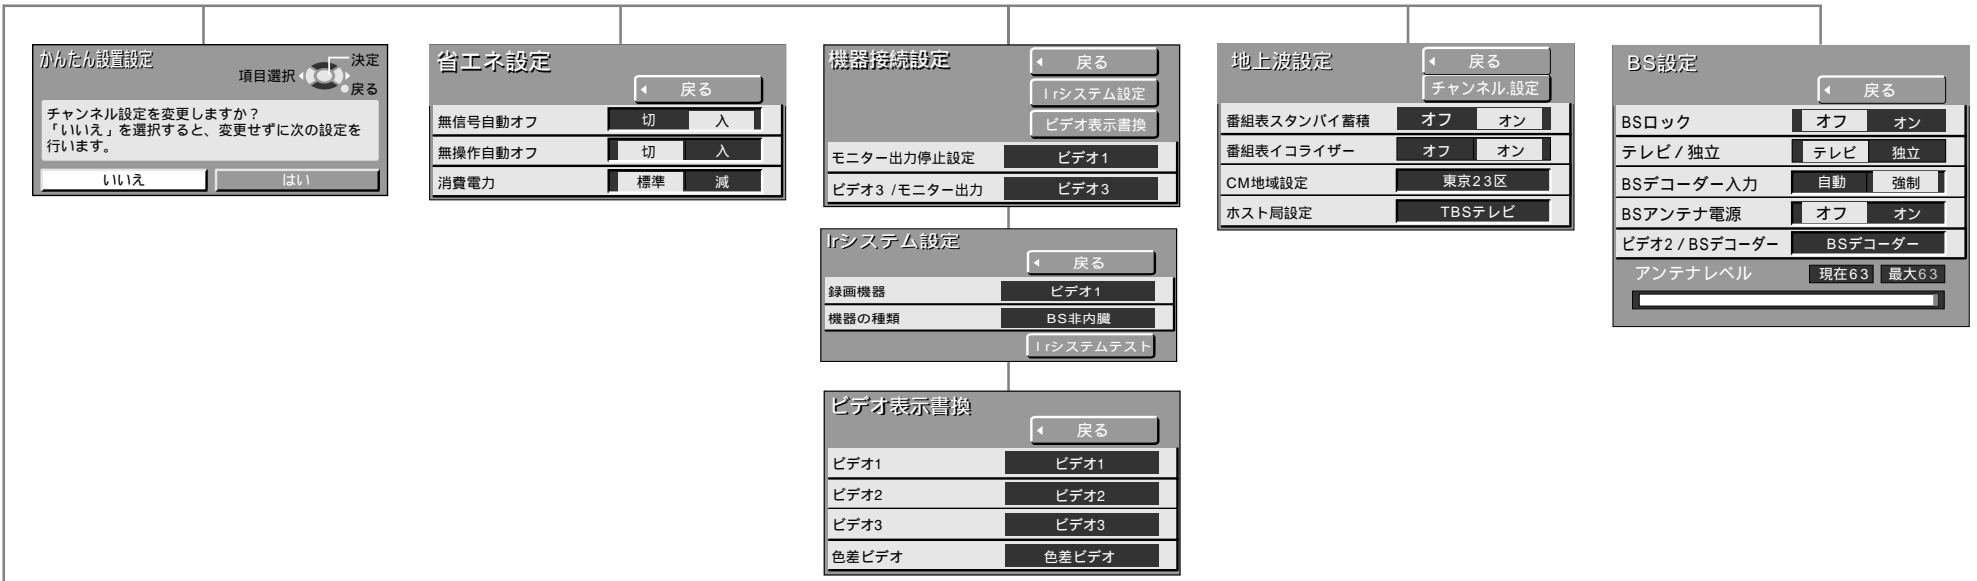 かんたん設置設定
決定
項目選択
戻る
チャンネル設定を変更しますか?
「いいえ」を選択すると、変更せずに次の設定を
行います。
いいえ はい
省エネ設定
戻る
無信号自動オフ 切 入
無操作自動オフ 切 入
消費電力 標準 減
機器接続設定
戻る
Irシステム設定
ビデオ表示書換
モニター出力停止設定 ビデオ1
ビデオ3 /モニター出力 ビデオ3
Irシステム設定
戻る
録画機器 ビデオ1
機器の種類 BS非内臓
Irシステムテスト
ビデオ表示書換
戻る
ビデオ1 ビデオ1
ビデオ2 ビデオ2
ビデオ3 ビデオ3
色差ビデオ 色差ビデオ
地上波設定
戻る
チャンネル.設定
番組表スタンバイ蓄積 オフ オン
番組表イコライザー オフ オン
CM地域設定 東京23区
ホスト局設定 TBSテレビ
BS設定
戻る
BSロック オフ オン
テレビ / 独立 テレビ 独立
BSデコーダー入力 自動 強制
BSアンテナ電源 オフ オン
ビデオ2 / BSデコーダー BSデコーダー
アンテナレベル 現在63 最大63